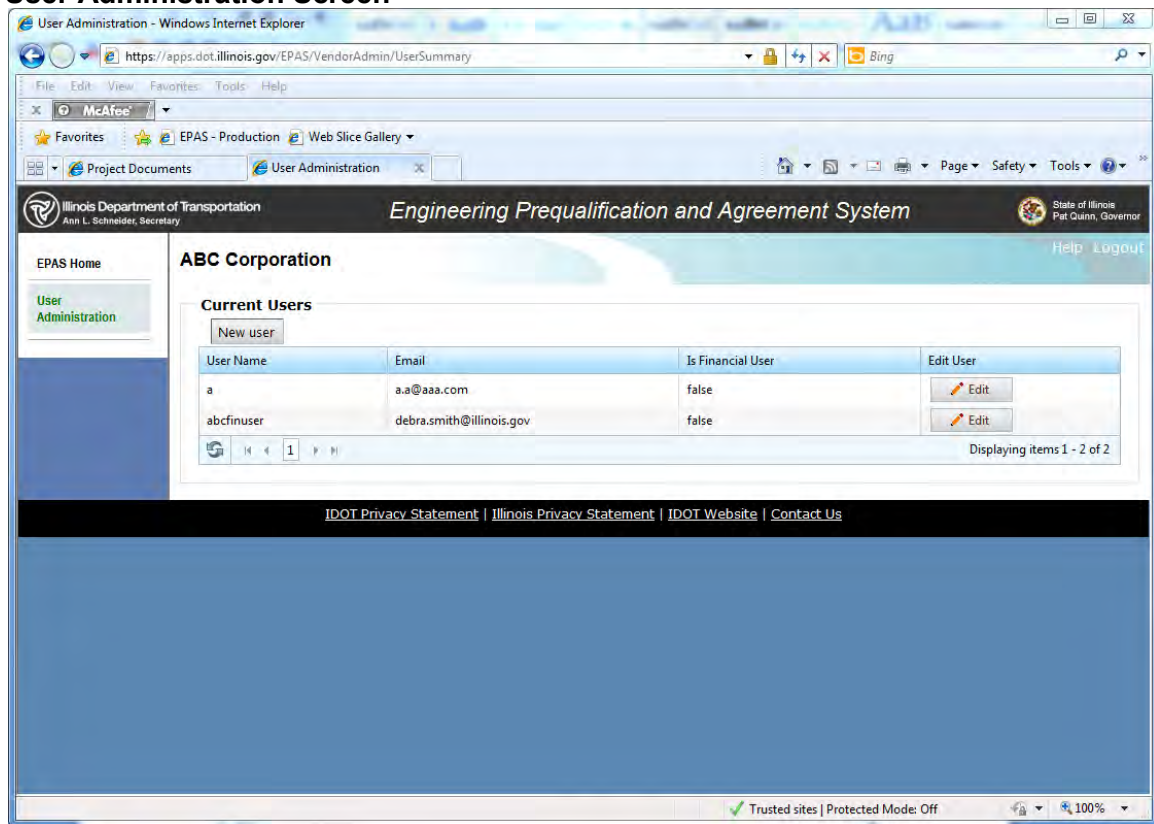 User Administration Screen
User Administration - Windows Internet Explorer
https://apps.dot.illinois.gov/EPAS/VendorAdmin/UserSummary
Bing
File Edit View Favorites Tools Help
x McAfee
Favorites EPAS - Production Web Slice Gallery
Project Documents User Administration x Page Safety Tools
Illinois Department of Transportation
Ann L. Schneider, Secretary
Engineering Prequalification and Agreement System
State of Illinois
Pat Quinn, Governor
Help Logout
EPAS Home
ABC Corporation
User
Administration
Current Users
New user
User Name Email Is Financial User Edit User
a a.a@aaa.com false Edit
abcfinuser debra.smith@illinois.gov false Edit
1 Displaying items 1 - 2 of 2
IDOT Privacy Statement | Illinois Privacy Statement | IDOT Website | Contact Us
Trusted sites | Protected Mode: Off 100%